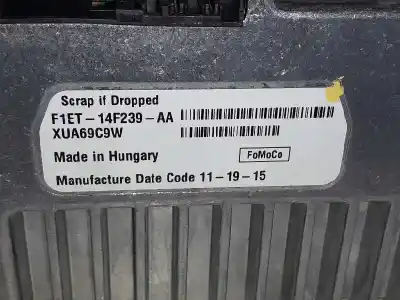 Scrap if Dropped
F1ET-14F239-AA
XUA69C9W
Made in Hungary FoMoCo
Manufacture Date Code 11-19-15